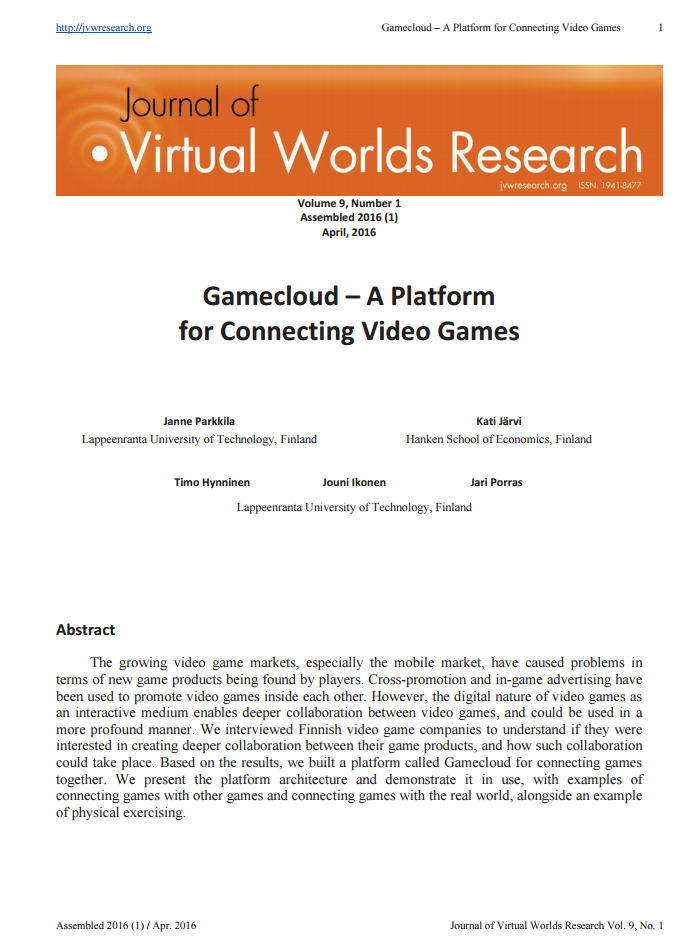 http://jvwresearch.org Gamecloud – A Platform for Connecting Video Games 1
Journal of
Virtual Worlds Research
jvwresearch.org ISSN: 1941-8477
Volume 9, Number 1
Assembled 2016 (1)
April, 2016
Gamecloud – A Platform
for Connecting Video Games
Janne Parkkila Kati Järvi
Lappeenranta University of Technology, Finland Hanken School of Economics, Finland
Timo Hynninen Jouni Ikonen Jari Porras
Lappeenranta University of Technology, Finland
Abstract
The growing video game markets, especially the mobile market, have caused problems in
terms of new game products being found by players. Cross-promotion and in-game advertising have
been used to promote video games inside each other. However, the digital nature of video games as
an interactive medium enables deeper collaboration between video games, and could be used in a
more profound manner. We interviewed Finnish video game companies to understand if they were
interested in creating deeper collaboration between their game products, and how such collaboration
could take place. Based on the results, we built a platform called Gamecloud for connecting games
together. We present the platform architecture and demonstrate it in use, with examples of
connecting games with other games and connecting games with the real world, alongside an example
of physical exercising.
Assembled 2016 (1) / Apr. 2016 Journal of Virtual Worlds Research Vol. 9, No. 1